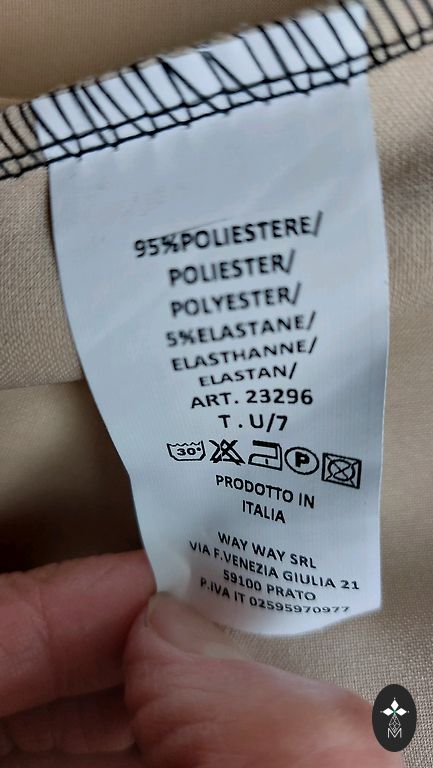 95%POLIESTERE/
POLIESTER/
POLYESTER/
5%ELASTANE/
ELASTHANNE/
ELASTAN/
ART. 23296
T. U/7
30°
P
PRODOTTO IN
ITALIA
WAY WAY SRL
VIA F.VENEZIA GIULIA 21
59100 PRATO
P.IVA IT 02595970977
M